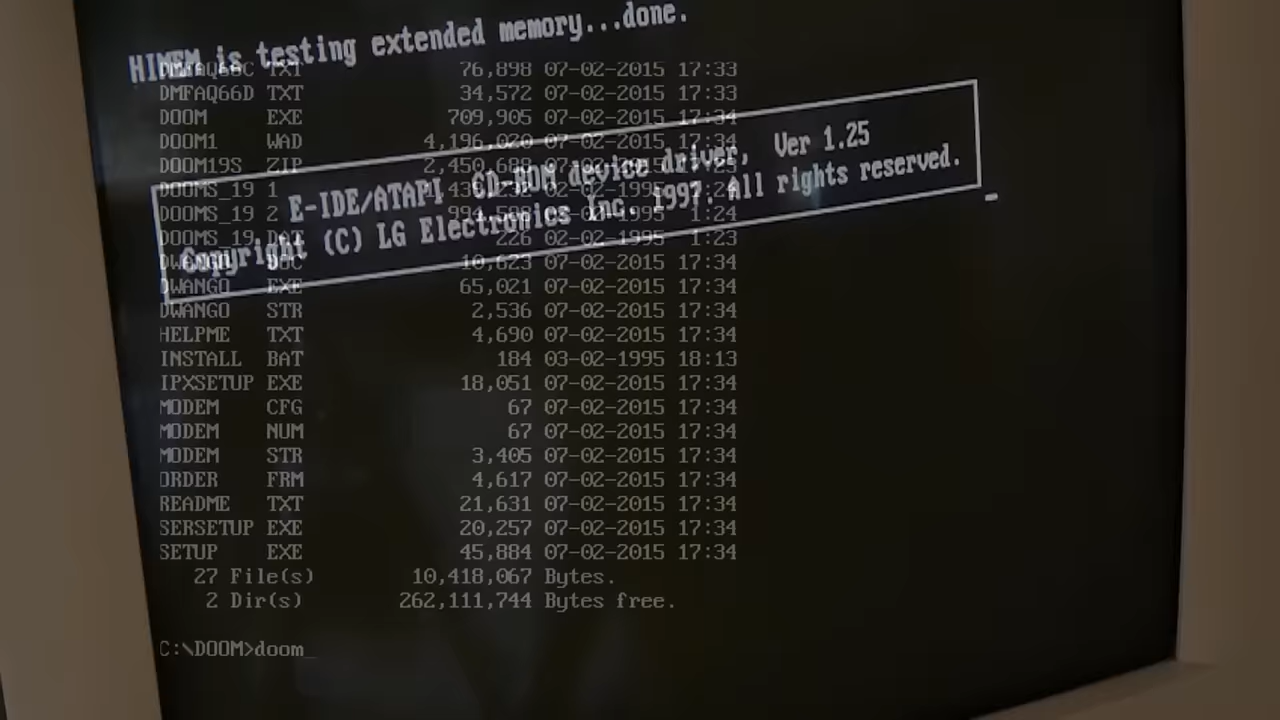 HIMEM is testing extended memory...done.
E-IDE/ATAPI CD-ROM device driver, Ver 1.25
Copyright (C) LG Electronics Inc. 1997. All rights reserved.
DMFAQ66C TXT 76,898 07-02-2015 17:33
DMFAQ66D TXT 34,572 07-02-2015 17:33
DOOM EXE 709,905 07-02-2015 17:34
DOOM1 WAD 4,196,020 07-02-2015 17:34
DOOM19S ZIP 2,450,688
DOOMS_19 1 02-02-1995 1:24
DOOMS_19 2 02-02-1995 1:24
DOOMS_19 DAT 226 02-02-1995 1:23
DWANGO DOC 10,623 07-02-2015 17:34
DWANGO EXE 65,021 07-02-2015 17:34
DWANGO STR 2,536 07-02-2015 17:34
HELPME TXT 4,690 07-02-2015 17:34
INSTALL BAT 184 03-02-1995 18:13
IPXSETUP EXE 18,051 07-02-2015 17:34
MODEM CFG 67 07-02-2015 17:34
MODEM NUM 67 07-02-2015 17:34
MODEM STR 3,405 07-02-2015 17:34
ORDER FRM 4,617 07-02-2015 17:34
README TXT 21,631 07-02-2015 17:34
SERSETUP EXE 20,257 07-02-2015 17:34
SETUP EXE 45,884 07-02-2015 17:34
27 File(s) 10,418,067 Bytes.
2 Dir(s) 262,111,744 Bytes free.
C:\DOOM>doom_